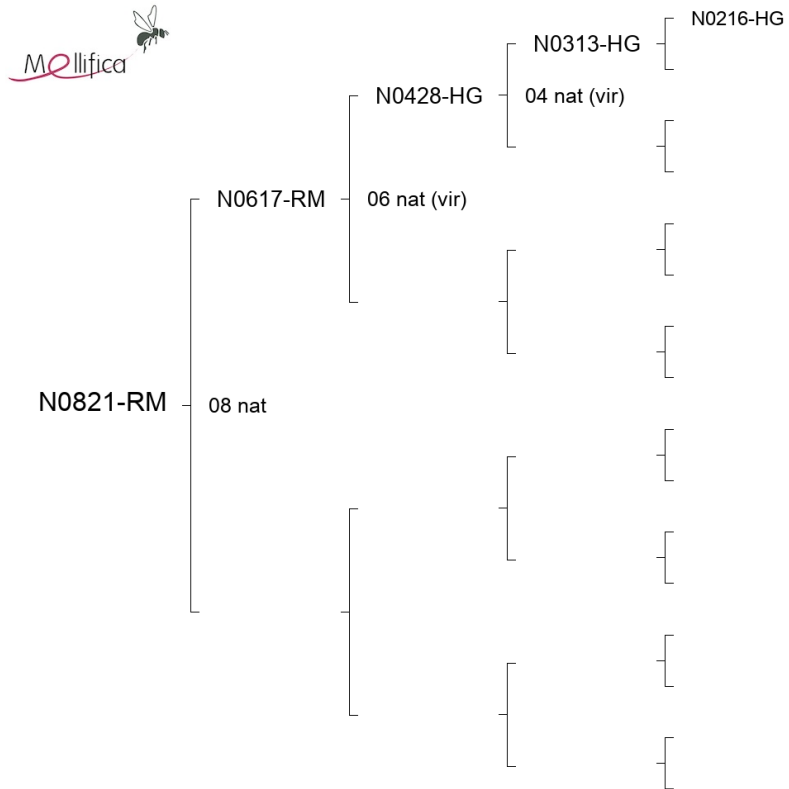 Mellifica
N0216-HG
N0313-HG
N0428-HG
04 nat (vir)
N0617-RM
06 nat (vir)
N0821-RM
08 nat